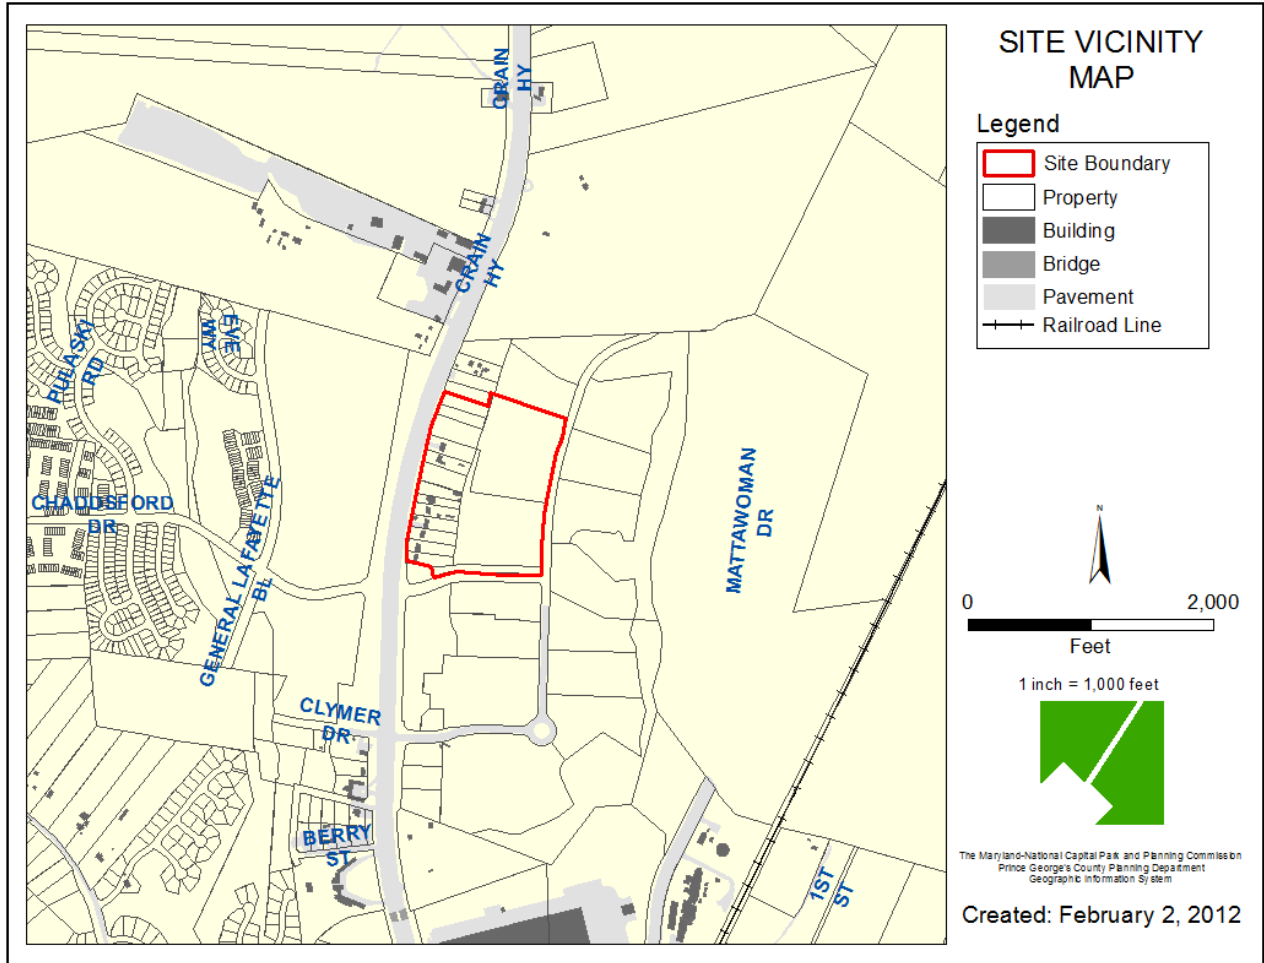 SITE VICINITY
MAP
Legend
Site Boundary
Property
Building
Bridge
Pavement
Railroad Line
N
0 2,000
Feet
1 inch = 1,000 feet
The Maryland-National Capital Park and Planning Commission
Prince George's County Planning Department
Geographic Information System
Created: February 2, 2012
CRAIN
HY
CRAIN
HY
EVE
WY
PULASKI
RD
CHADDSFORD
DR
GENERAL LAFAYETTE
BL
MATTAWOMAN
DR
CLYMER
DR
BERRY
ST
1ST
ST